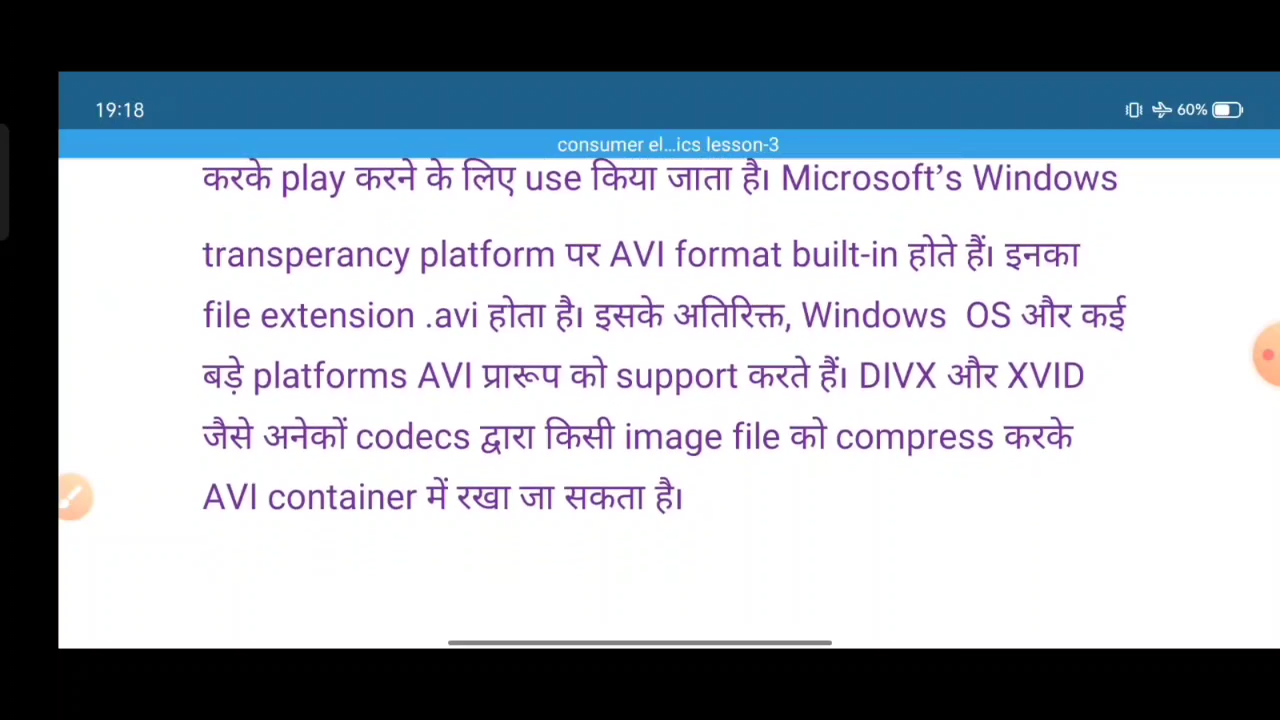 19:18
60%
consumer el...ics lesson-3
करके play करने के लिए use किया जाता है। Microsoft’s Windows
transperancy platform पर AVI format built-in होते हैं। इनका
file extension .avi होता है। इसके अतिरिक्त, Windows  OS और कई
बड़े platforms AVI प्रारूप को support करते हैं। DIVX और XVID
जैसे अनेकों codecs द्वारा किसी image file को compress करके
AVI container में रखा जा सकता है।